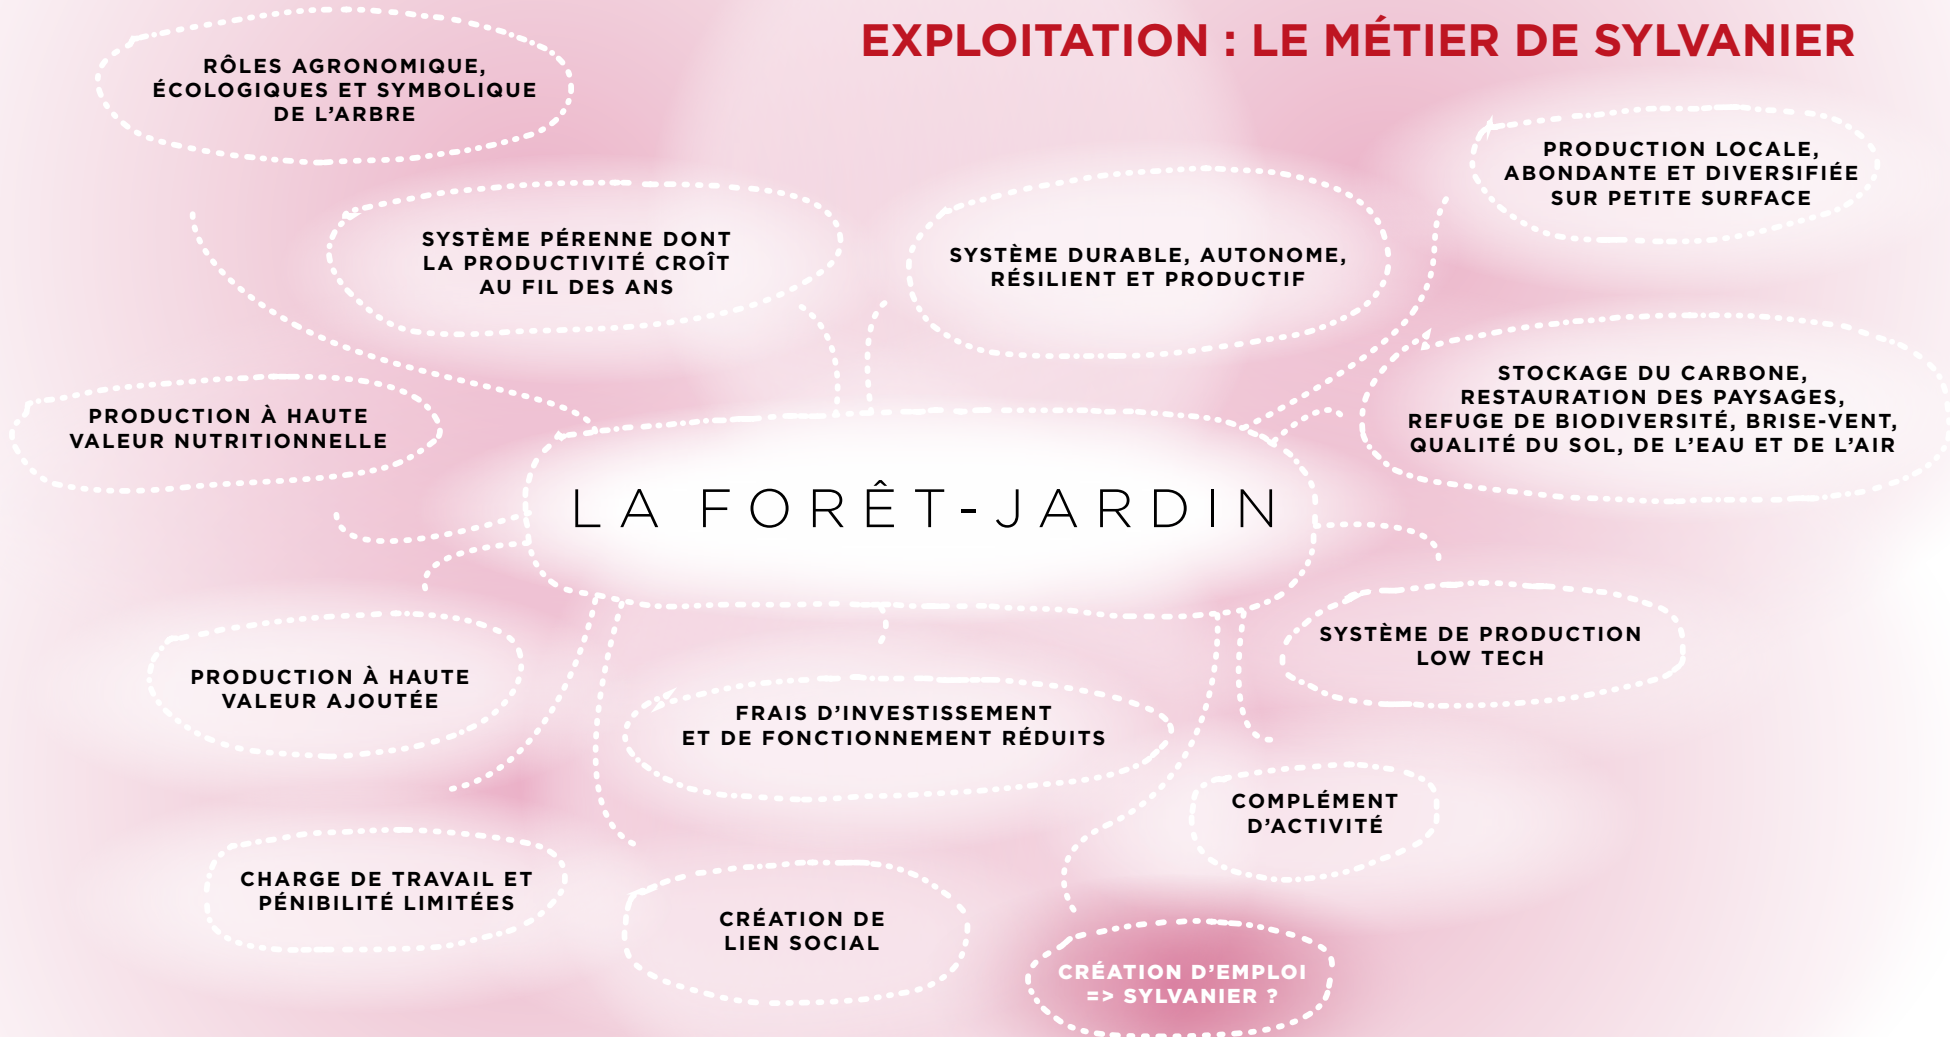 EXPLOITATION : LE MÉTIER DE SYLVANIER
RÔLES AGRONOMIQUE,
ÉCOLOGIQUES ET SYMBOLIQUE
DE L'ARBRE
PRODUCTION LOCALE,
ABONDANTE ET DIVERSIFIÉE
SUR PETITE SURFACE
SYSTÈME PÉRENNE DONT
LA PRODUCTIVITÉ CROÎT
AU FIL DES ANS
SYSTÈME DURABLE, AUTONOME,
RÉSILIENT ET PRODUCTIF
STOCKAGE DU CARBONE,
RESTAURATION DES PAYSAGES,
REFUGE DE BIODIVERSITÉ, BRISE-VENT,
QUALITÉ DU SOL, DE L'EAU ET DE L'AIR
PRODUCTION À HAUTE
VALEUR NUTRITIONNELLE
LA FORÊT-JARDIN
SYSTÈME DE PRODUCTION
LOW TECH
PRODUCTION À HAUTE
VALEUR AJOUTÉE
FRAIS D'INVESTISSEMENT
ET DE FONCTIONNEMENT RÉDUITS
COMPLÉMENT
D'ACTIVITÉ
CHARGE DE TRAVAIL ET
PÉNIBILITÉ LIMITÉES
CRÉATION DE
LIEN SOCIAL
CRÉATION D'EMPLOI
=> SYLVANIER ?